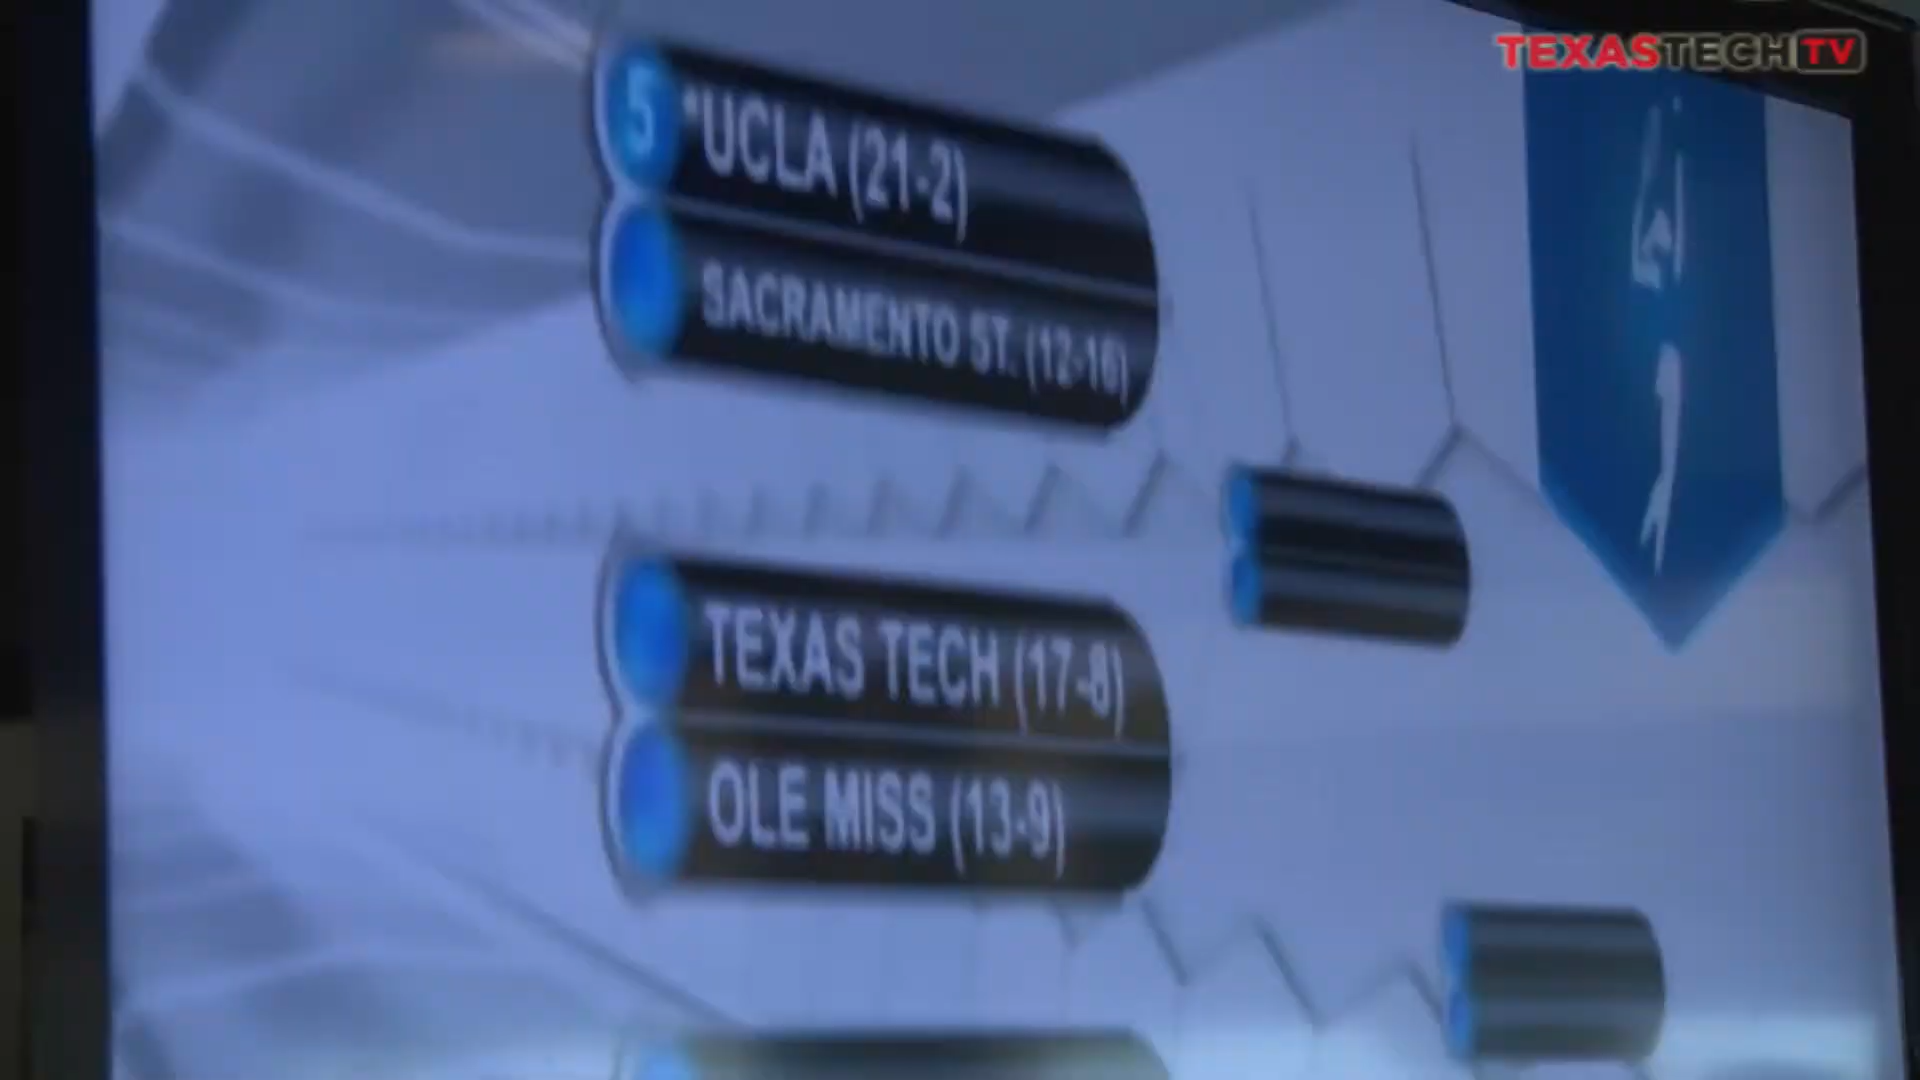 TEXASTECHTV
5 *UCLA (21-2)
SACRAMENTO ST. (12-16)
TEXAS TECH (17-8)
OLE MISS (13-9)